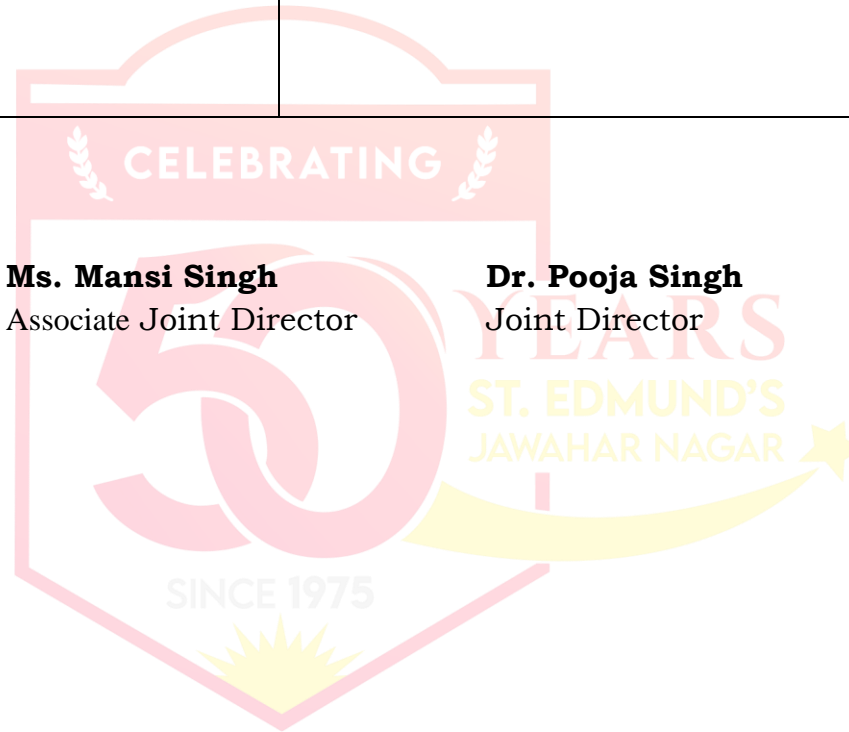 CELEBRATING
Ms. Mansi Singh Dr. Pooja Singh
Associate Joint Director Joint Director
50 YEARS
ST. EDMUND'S
JAWAHAR NAGAR
SINCE 1975